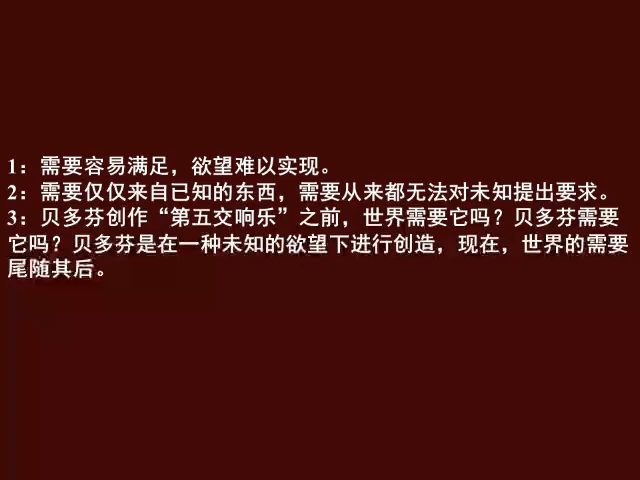 1：需要容易满足，欲望难以实现。
2：需要仅仅来自已知的东西，需要从来都无法对未知提出要求。
3：贝多芬创作“第五交响乐”之前，世界需要它吗？贝多芬需要
它吗？贝多芬是在一种未知的欲望下进行创造，现在，世界的需要
尾随其后。